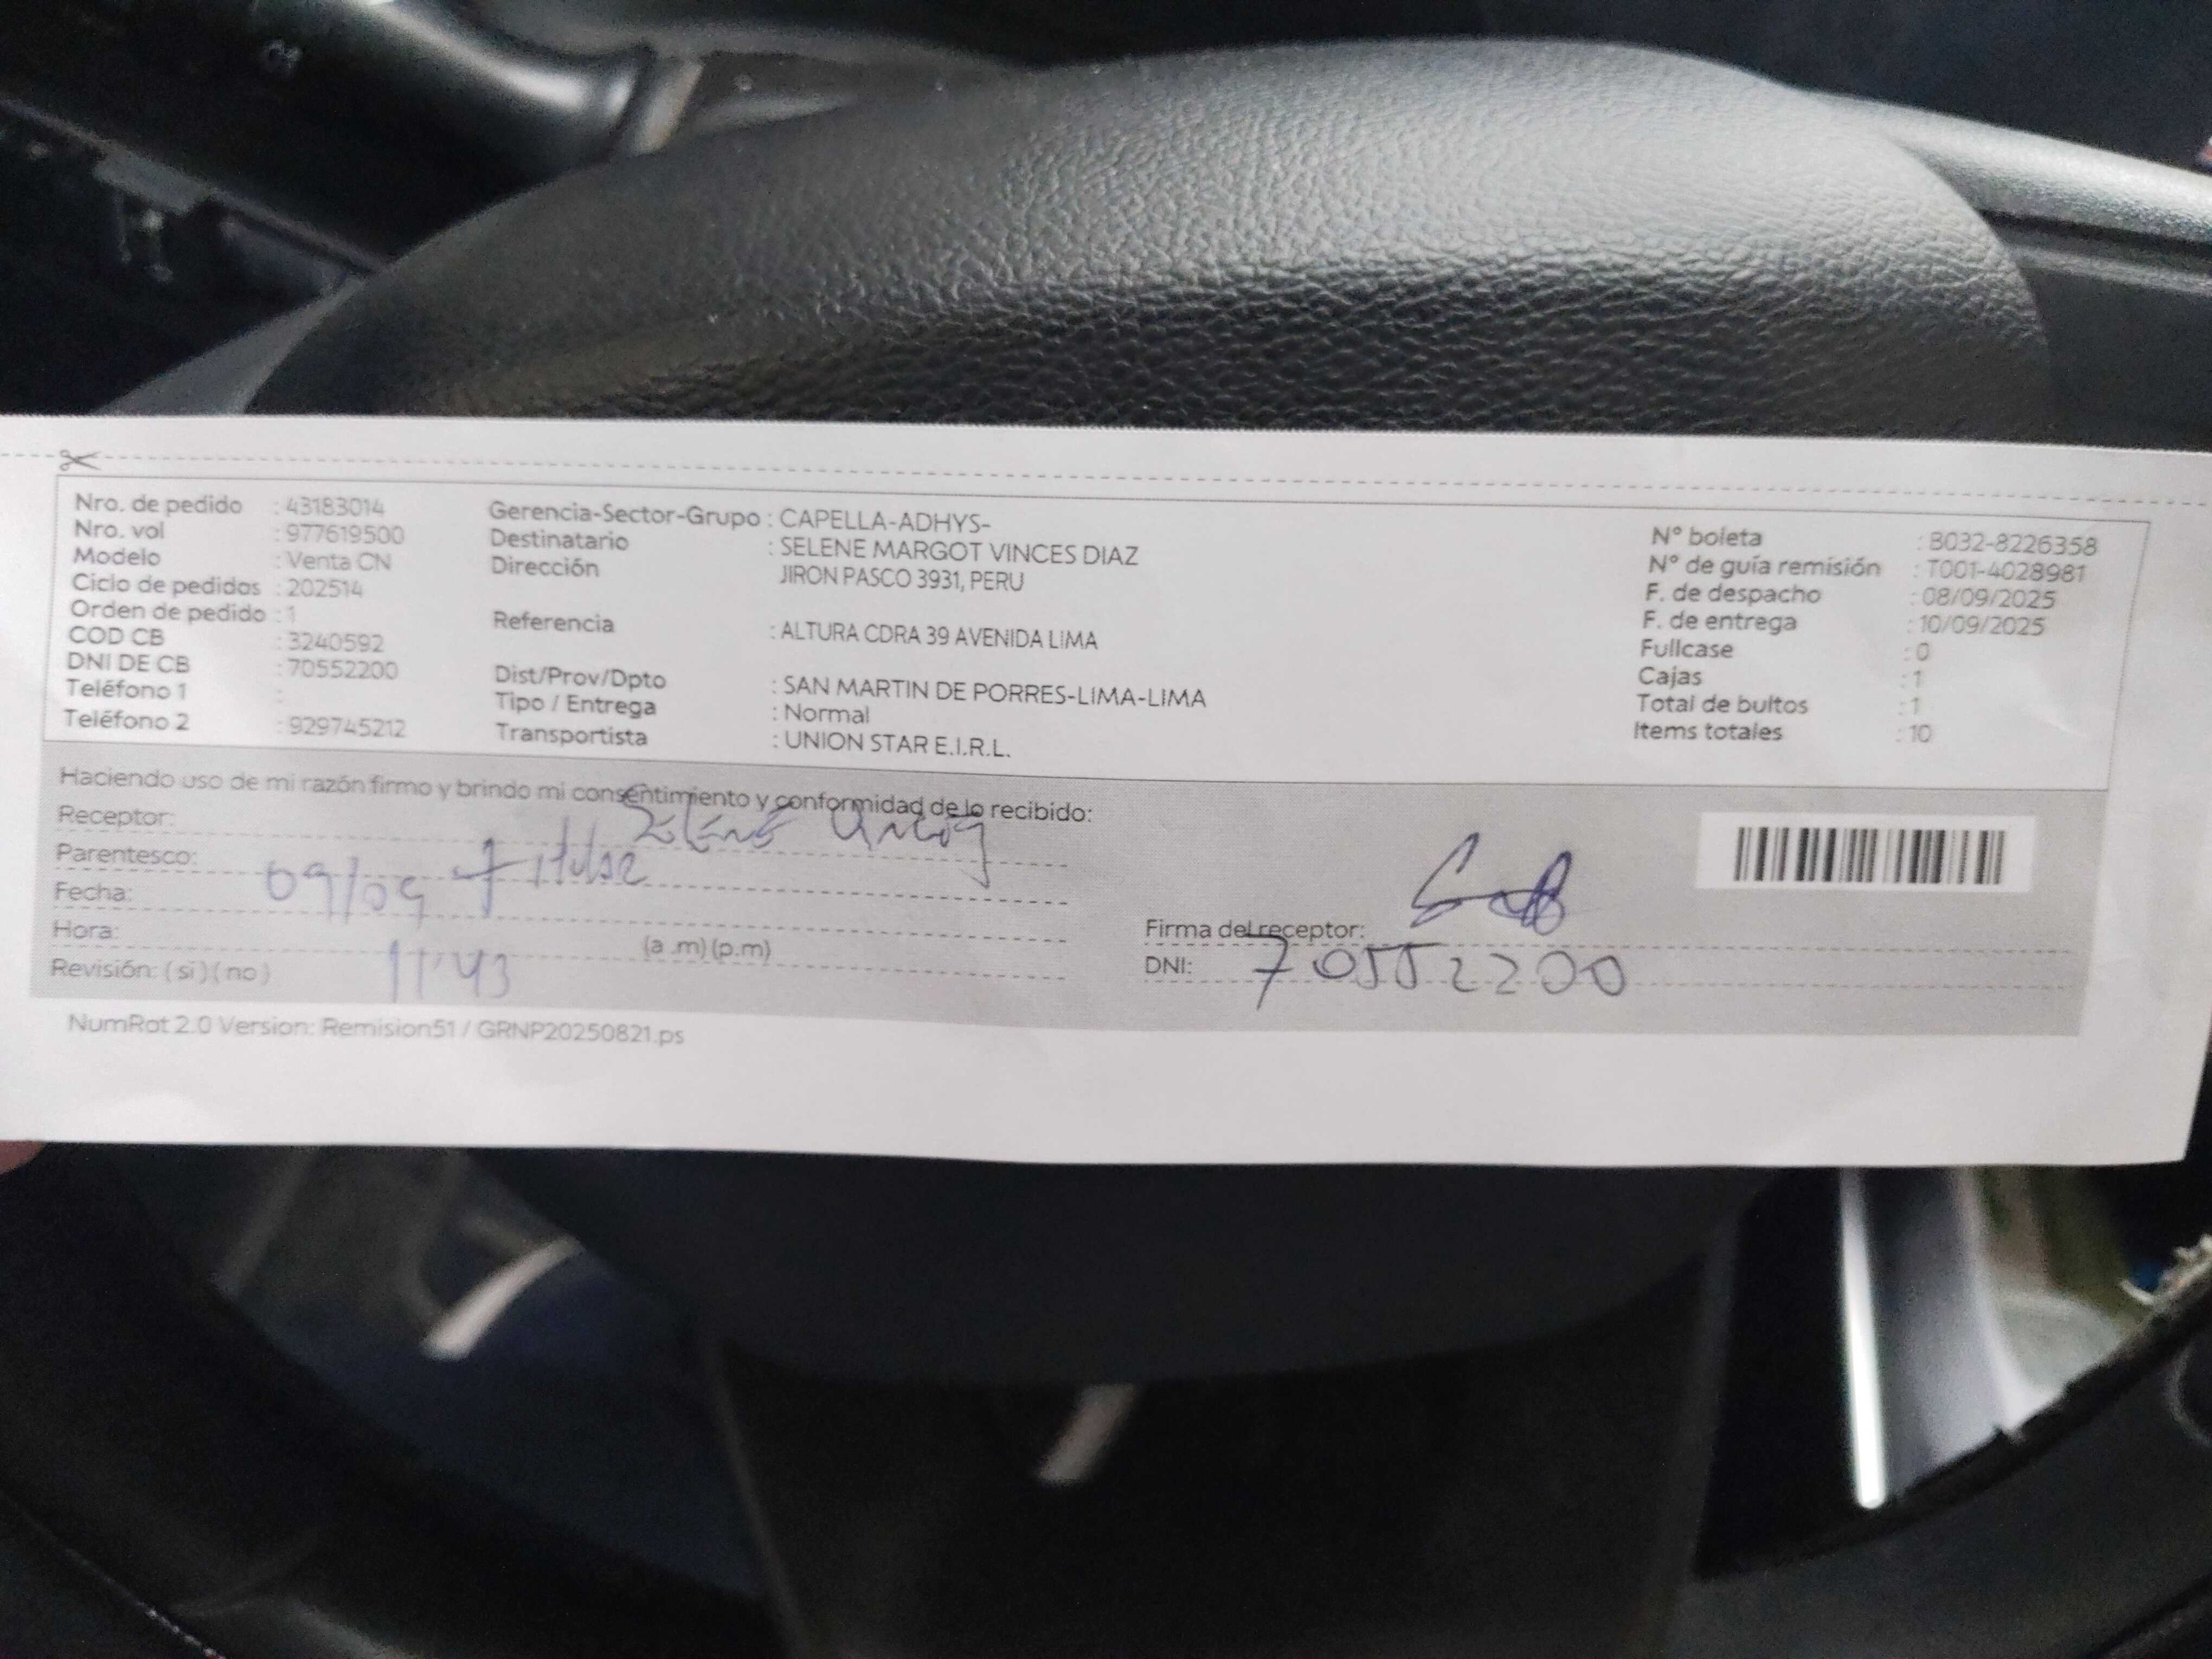 Nro. de pedido : 43183014
Nro. vol : 977619500
Modelo : Venta CN
Ciclo de pedidos : 202514
Orden de pedido : 1
COD CB : 3240592
DNI DE CB : 70552200
Teléfono 1 :
Teléfono 2 : 929745212
Gerencia-Sector-Grupo : CAPELLA-ADHYS-
Destinatario : SELENE MARGOT VINCES DIAZ
Dirección JIRON PASCO 3931, PERU
Referencia : ALTURA CDRA 39 AVENIDA LIMA
Dist/Prov/Dpto : SAN MARTIN DE PORRES-LIMA-LIMA
Tipo / Entrega : Normal
Transportista : UNION STAR E.I.R.L.
N° boleta : B032-8226358
N° de guía remisión : T001-4028981
F. de despacho : 08/09/2025
F. de entrega : 10/09/2025
Fullcase : 0
Cajas : 1
Total de bultos : 1
Items totales : 10
Haciendo uso de mi razón firmo y brindo mi consentimiento y conformidad de lo recibido:
Receptor:
Parentesco:
Fecha: 09/09
Hora: (a .m) (p.m)
Revisión: ( si ) ( no ) 11:43
Firma del receptor:
DNI: 70552200
NumRot 2.0 Version: Remision51 / GRNP20250821.ps